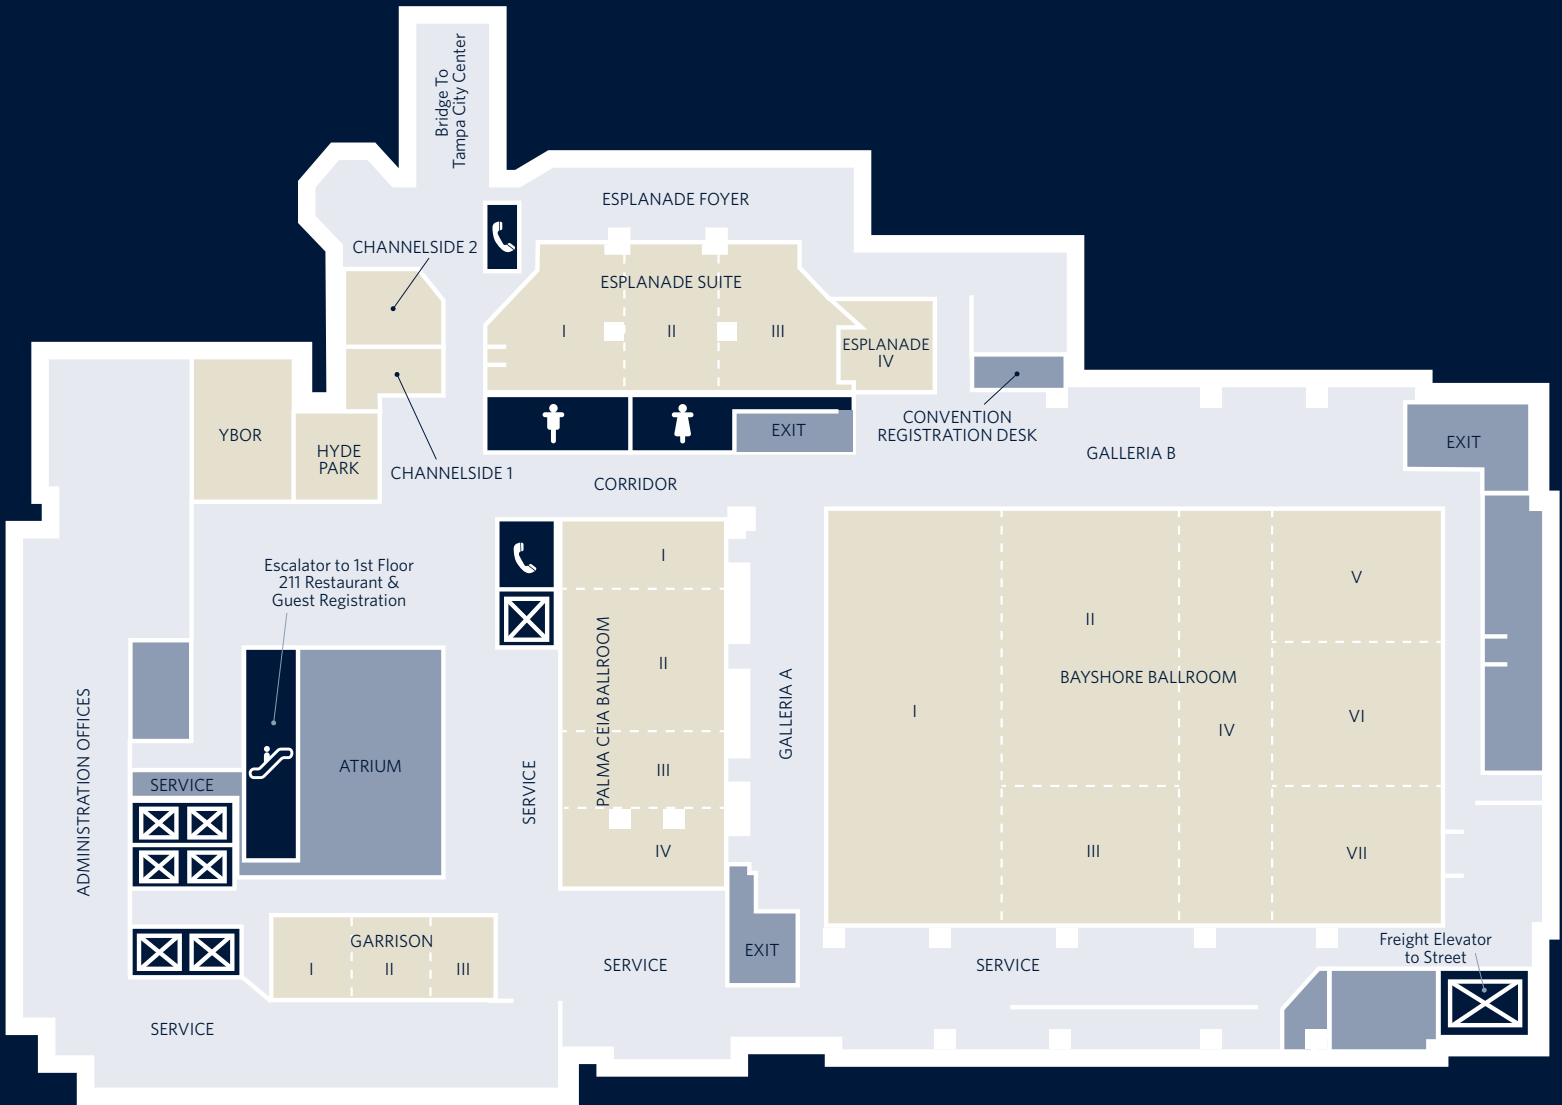 Bridge To
Tampa City Center
ESPLANADE FOYER
CHANNELSIDE 2
ESPLANADE SUITE
I
II
III
ESPLANADE
IV
CONVENTION
REGISTRATION DESK
YBOR
HYDE
PARK
CHANNELSIDE 1
EXIT
GALLERIA B
EXIT
CORRIDOR
Escalator to 1st Floor
211 Restaurant &
Guest Registration
I
II
PALMA CEIA BALLROOM
III
IV
GALLERIA A
I
II
BAYSHORE BALLROOM
III
IV
V
VI
VII
ADMINISTRATION OFFICES
SERVICE
ATRIUM
SERVICE
GARRISON
I
II
III
SERVICE
EXIT
SERVICE
Freight Elevator
to Street
SERVICE